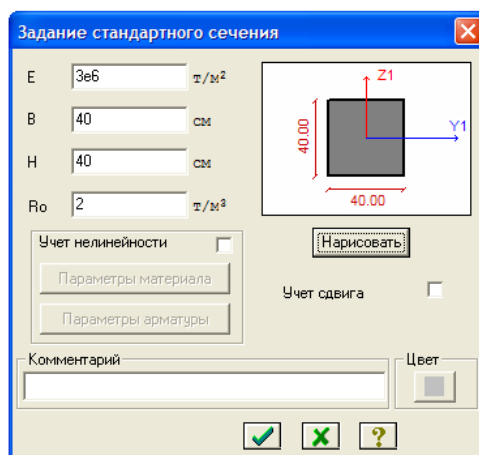 Задание стандартного сечения
E 3e6 т/м²
B 40 см
H 40 см
Ro 2 т/м³
Z1
Y1
40.00
40.00
Учет нелинейности
Нарисовать
Параметры материала
Учет сдвига
Параметры арматуры
Комментарий
Цвет
?